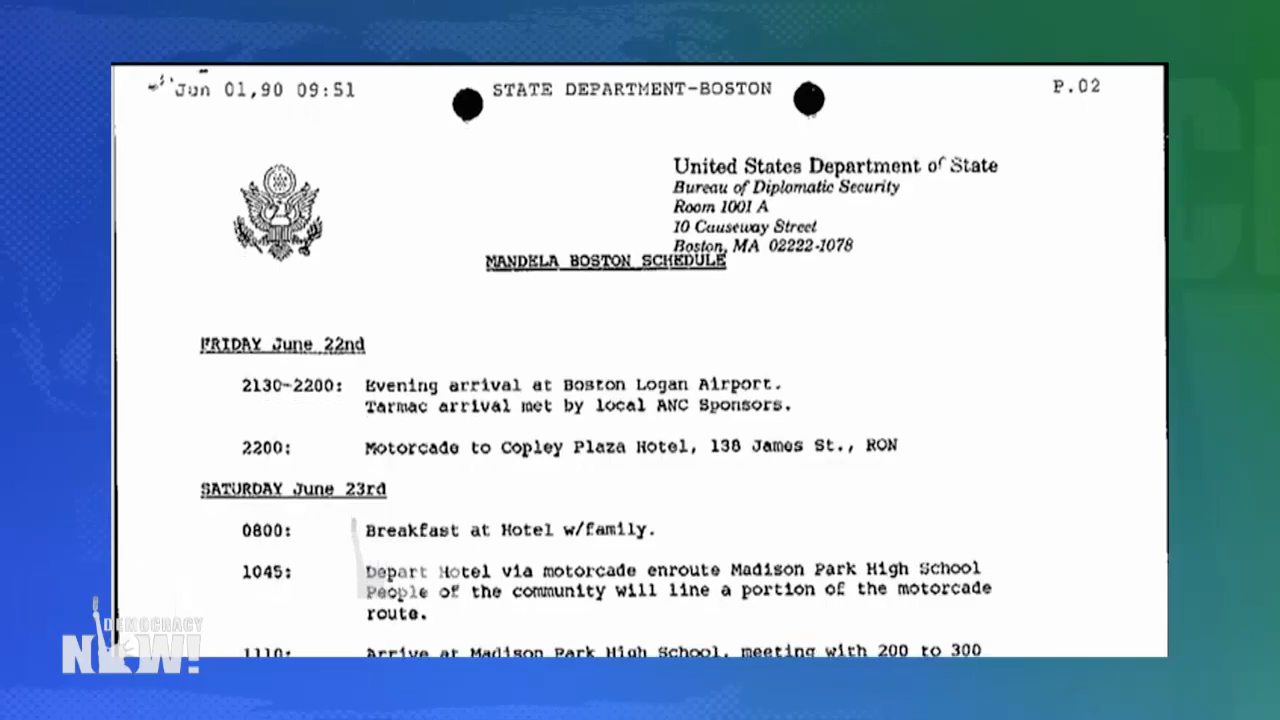 Jun 01,90 09:51 STATE DEPARTMENT-BOSTON P.02
United States Department of State
Bureau of Diplomatic Security
Room 1001 A
10 Causeway Street
Boston, MA 02222-1078
MANDELA BOSTON SCHEDULE
FRIDAY June 22nd
2130-2200: Evening arrival at Boston Logan Airport.
Tarmac arrival met by local ANC Sponsors.
2200: Motorcade to Copley Plaza Hotel, 138 James St., RON
SATURDAY June 23rd
0800: Breakfast at Hotel w/family.
1045: Depart Hotel via motorcade enroute Madison Park High School
People of the community will line a portion of the motorcade
route.
1110: Arrive at Madison Park High School, meeting with 200 to 300
DEMOCRACY
NOW!